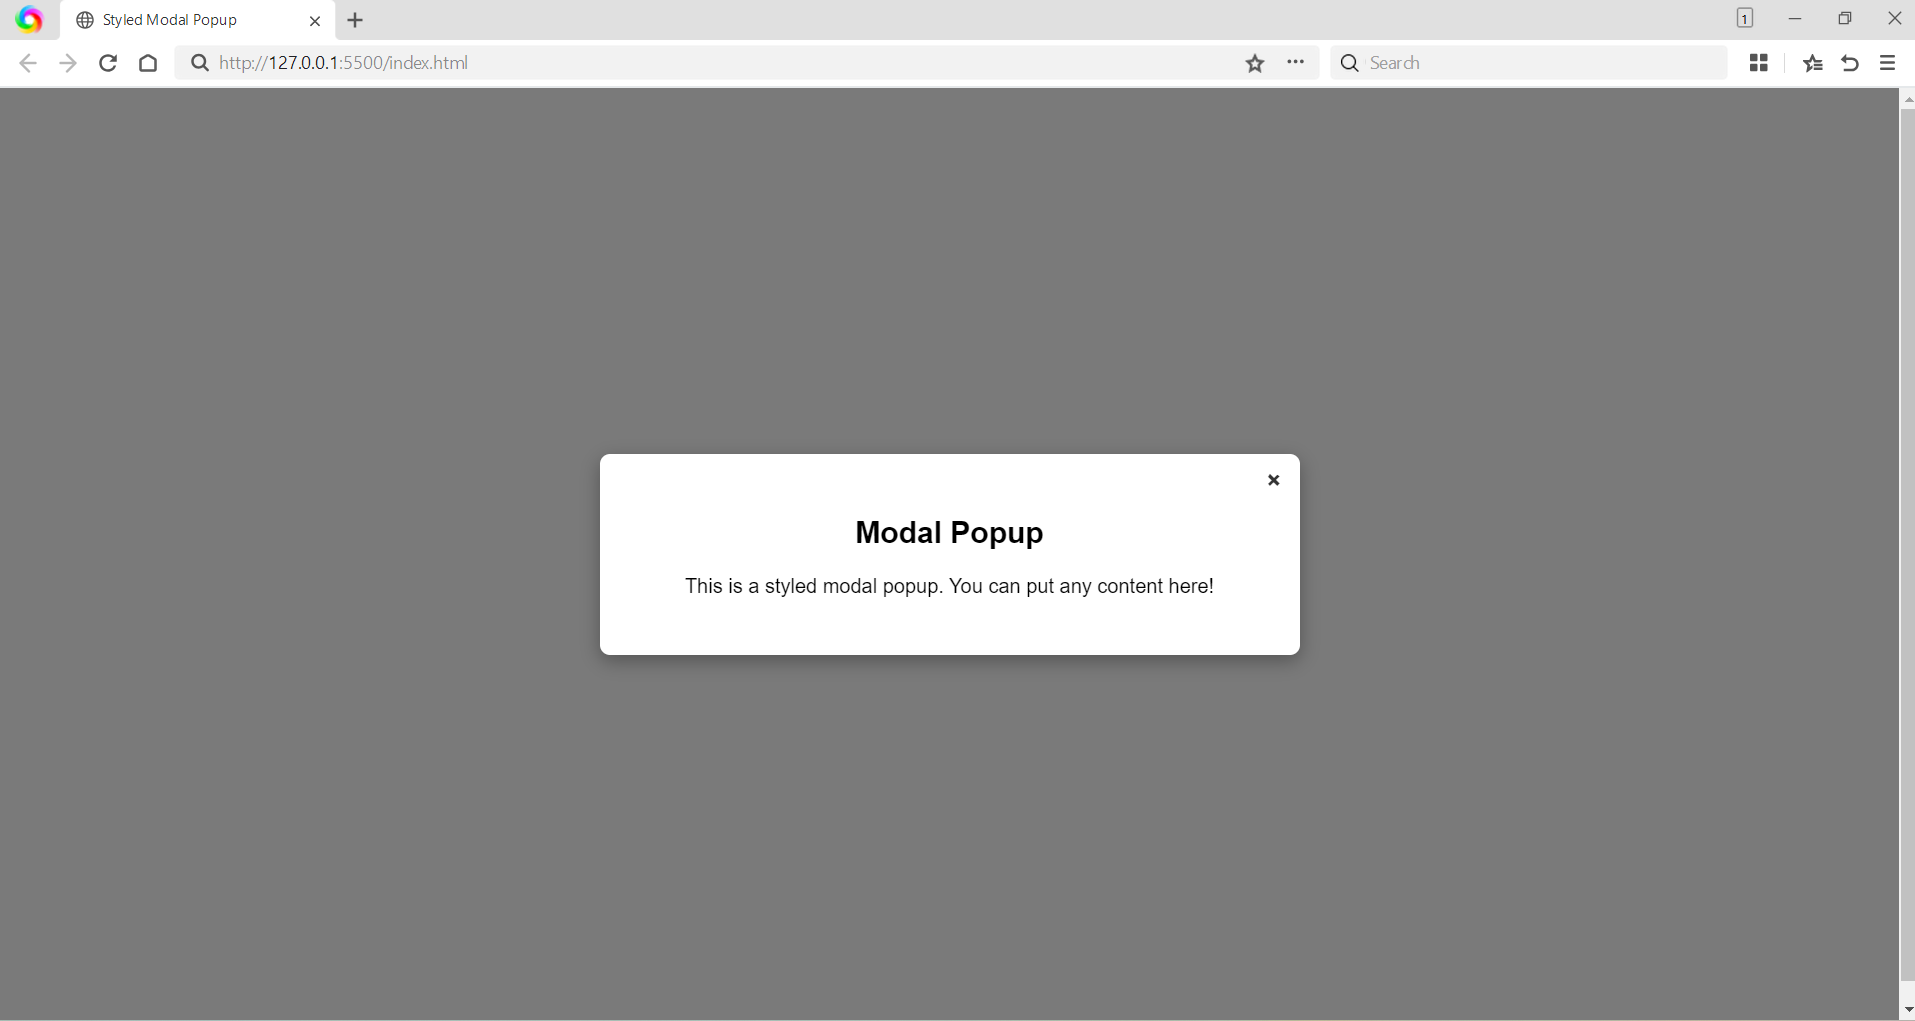 Styled Modal Popup
1
http://127.0.0.1:5500/index.html
Search
Modal Popup
This is a styled modal popup. You can put any content here!